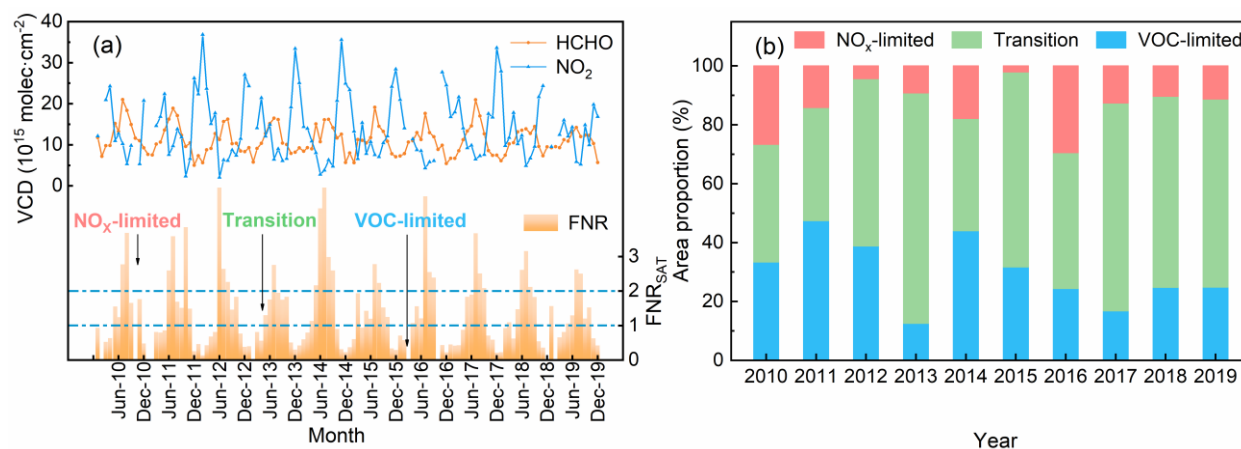 (a)
HCHO
NO2
40
30
20
10
0
VCD (10^15 molec·cm^-2)
NOX-limited
Transition
VOC-limited
FNR
3
2
1
0
FNRSAT
Jun-10
Dec-10
Jun-11
Dec-11
Jun-12
Dec-12
Jun-13
Dec-13
Jun-14
Dec-14
Jun-15
Dec-15
Jun-16
Dec-16
Jun-17
Dec-17
Jun-18
Dec-18
Jun-19
Dec-19
Month
(b)
NOx-limited
Transition
VOC-limited
100
80
60
40
20
0
Area proportion (%)
2010 2011 2012 2013 2014 2015 2016 2017 2018 2019
Year